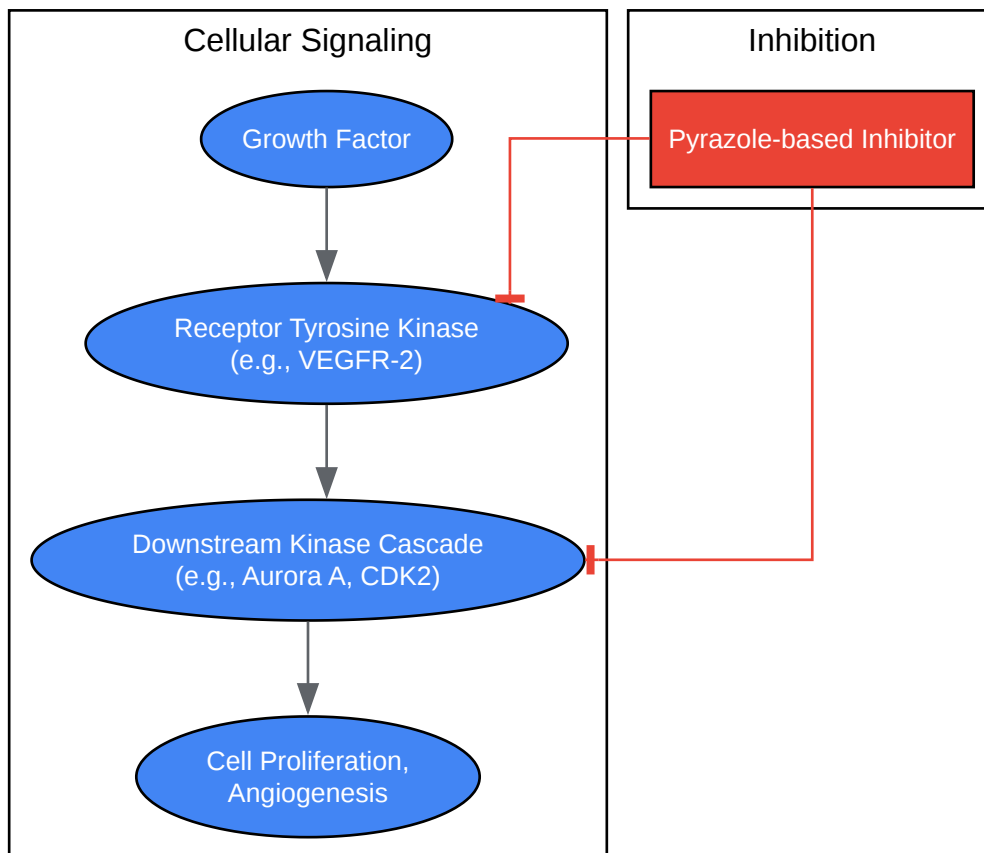 Cellular Signaling
Inhibition
Growth Factor
Pyrazole-based Inhibitor
Receptor Tyrosine Kinase
(e.g., VEGFR-2)
Downstream Kinase Cascade
(e.g., Aurora A, CDK2)
Cell Proliferation,
Angiogenesis